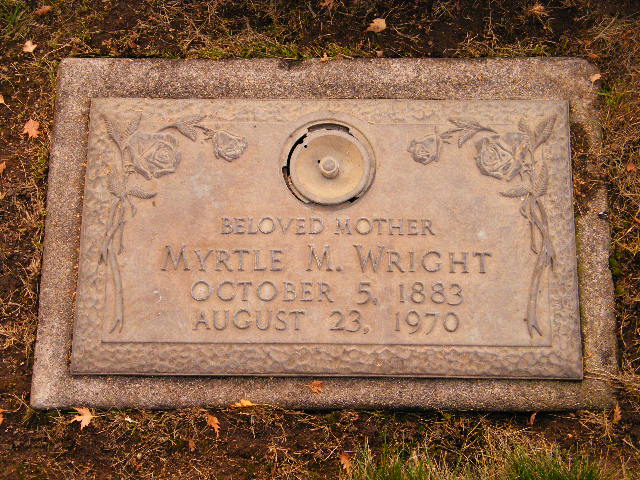 BELOVED MOTHER
MYRTLE M. WRIGHT
OCTOBER 5, 1883
AUGUST 23, 1970